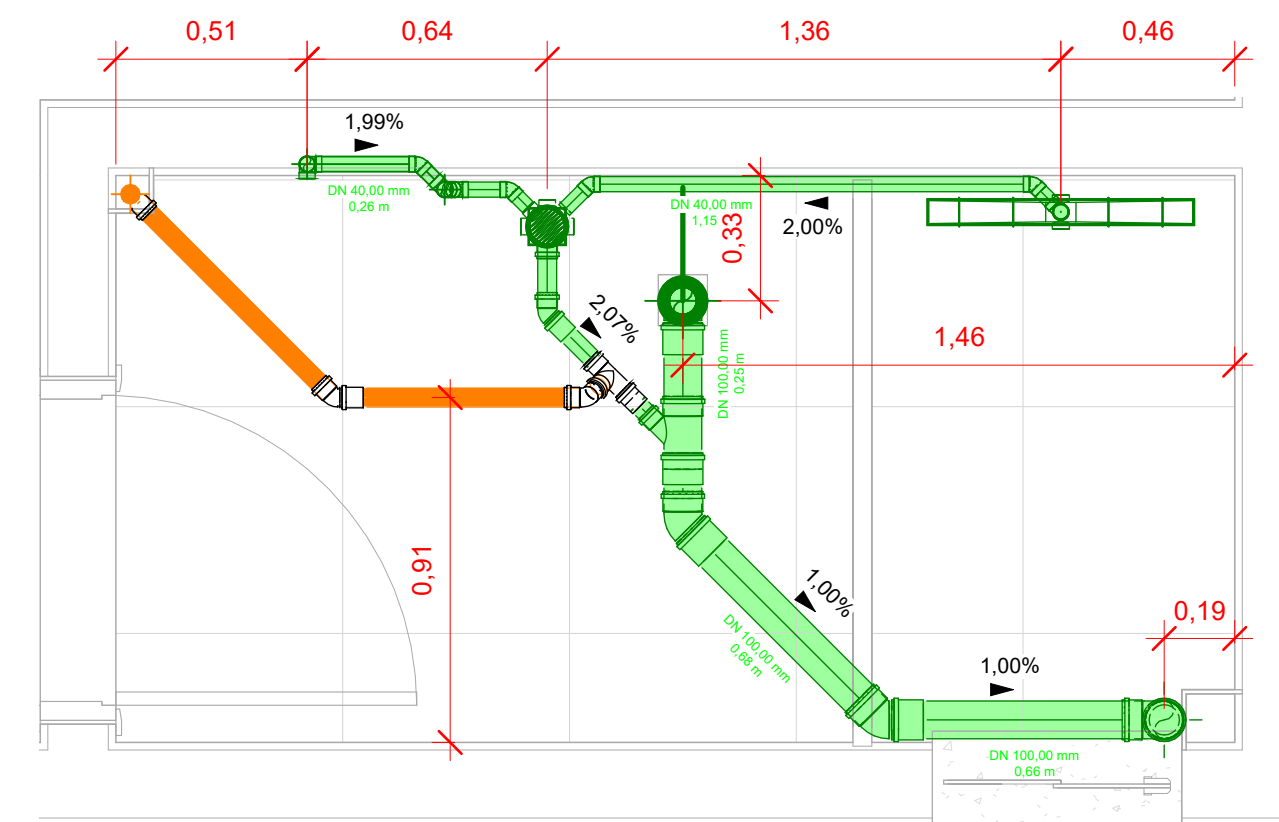 0,51
0,64
1,36
0,46
1,99%
DN 40,00 mm
0,26 m
DN 40,00 mm
1,15
0,33
2,00%
2,07%
1,46
DN 100,00 mm
0,25 m
0,91
1,00%
DN 100,00 mm
0,68 m
0,19
1,00%
DN 100,00 mm
0,66 m